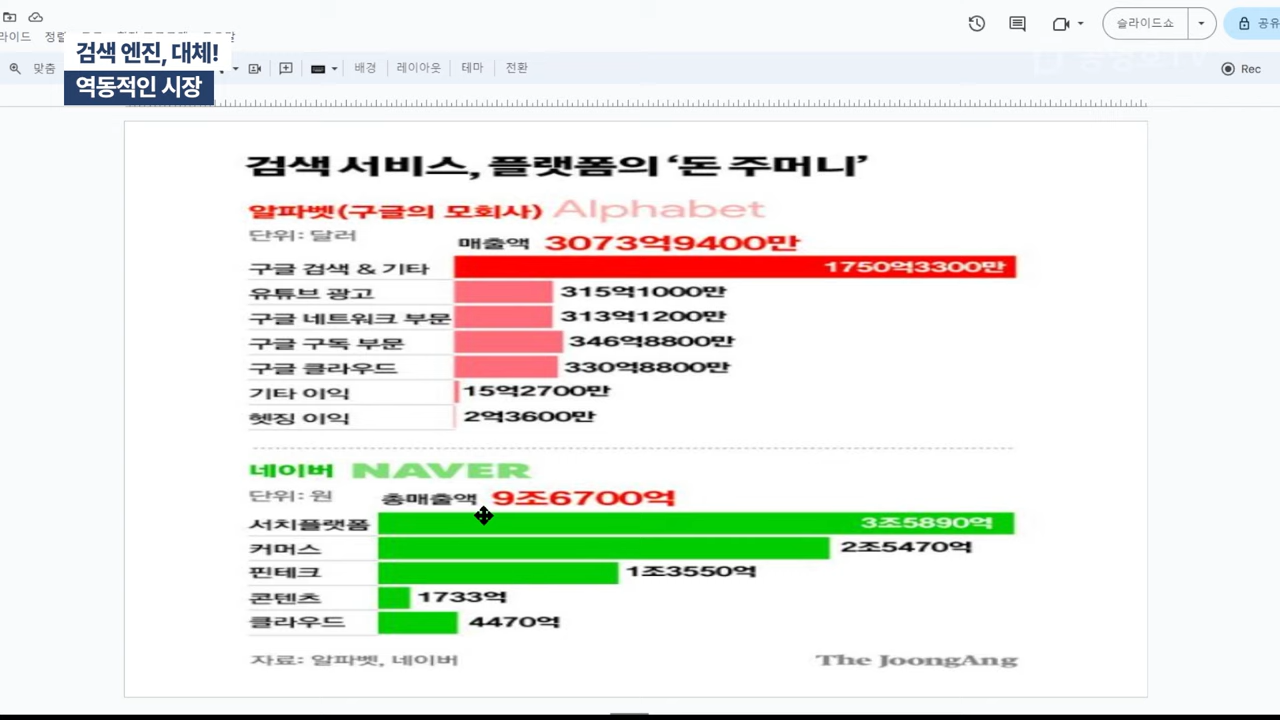 슬라이드쇼
공유
라이드
검색 엔진, 대체!
역동적인 시장
맞춤
배경
레이아웃
테마
전환
Rec
검색 서비스, 플랫폼의 ‘돈 주머니’
알파벳(구글의 모회사) Alphabet
단위: 달러
매출액 3073억9400만
구글 검색 & 기타 1750억3300만
유튜브 광고 315억1000만
구글 네트워크 부문 313억1200만
구글 구독 부문 346억8800만
구글 클라우드 330억8800만
기타 이익 15억2700만
헷징 이익 2억3600만
네이버 NAVER
단위: 원
총매출액 9조6700억
서치플랫폼 3조5890억
커머스 2조5470억
핀테크 1조3550억
콘텐츠 1733억
클라우드 4470억
자료: 알파벳, 네이버
The JoongAng